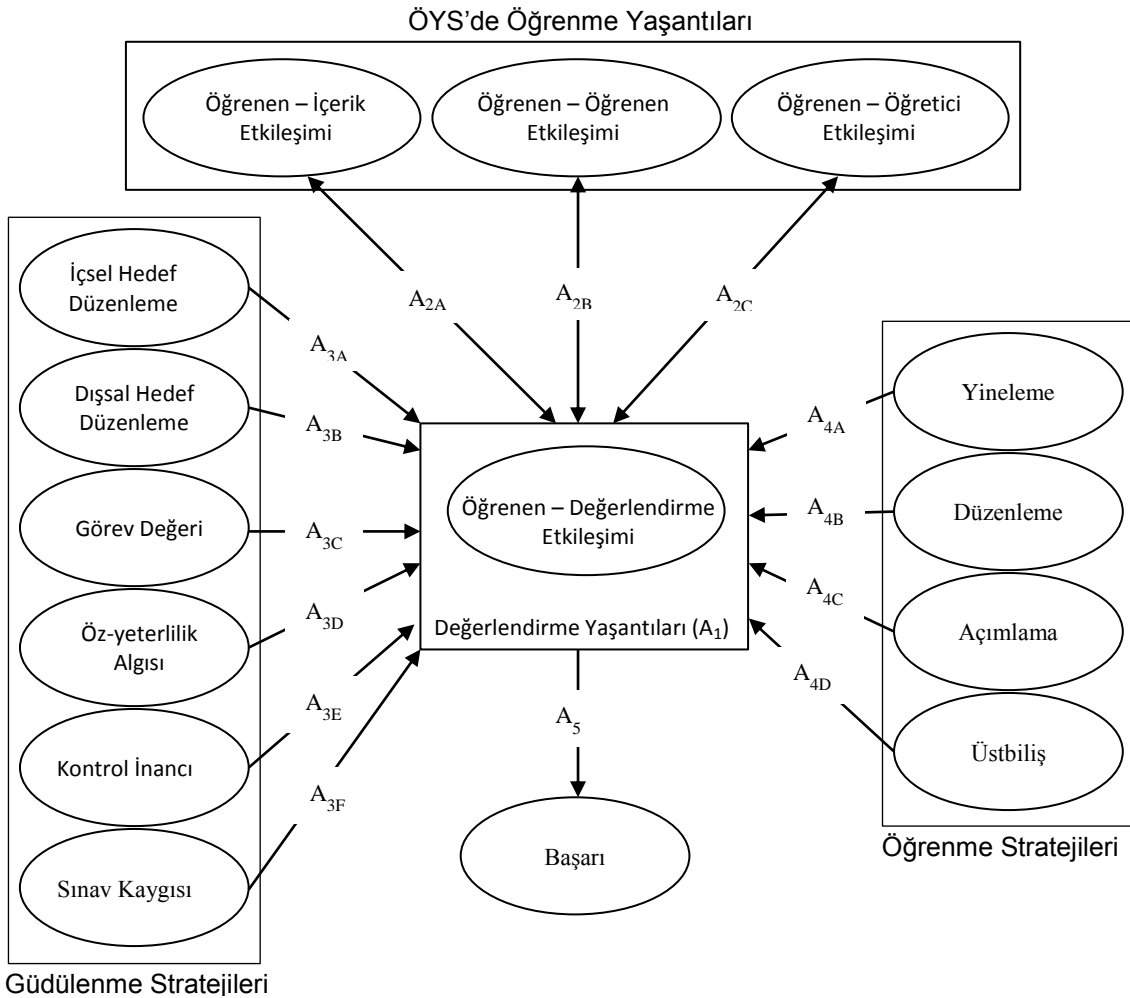 ÖYS’de Öğrenme Yaşantıları
Öğrenen – İçerik
Etkileşimi
Öğrenen – Öğrenen
Etkileşimi
Öğrenen – Öğretici
Etkileşimi
A2A
A2B
A2C
İçsel Hedef
Düzenleme
Dışsal Hedef
Düzenleme
Görev Değeri
Öz-yeterlilik
Algısı
Kontrol İnancı
Sınav Kaygısı
Güdülenme Stratejileri
A3A
A3B
A3C
A3D
A3E
A3F
Öğrenen – Değerlendirme
Etkileşimi
Değerlendirme Yaşantıları (A1)
A5
Başarı
A4A
A4B
A4C
A4D
Yineleme
Düzenleme
Açımlama
Üstbiliş
Öğrenme Stratejileri